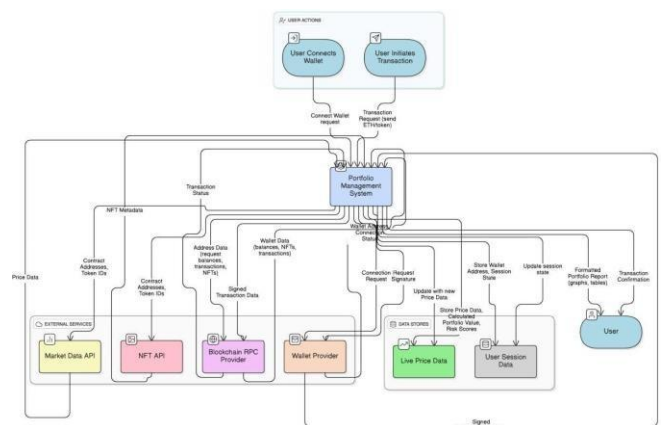 USER ACTIONS
User Connects
Wallet
User Initiates
Transaction
Connect Wallet
request
Transaction
Request (send
ETH/token)
Portfolio
Management
System
Transaction
Status
NFT Metadata
Price Data
Contract
Addresses,
Token IDs
Contract
Addresses,
Token IDs
Address Data
(request
balances,
transactions,
NFTs)
Signed
Transaction Data
Wallet Data
(balances, NFTs,
transactions)
Wallet Address,
Connection
Status
Connection
Request
Request
Signature
Update with new
Price Data
Store Price Data,
Calculated
Portfolio Value,
Risk Scores
Store Wallet
Address, Session
State
Update session
state
Formatted
Portfolio Report
(graphs, tables)
Transaction
Confirmation
EXTERNAL SERVICES
Market Data API
NFT API
Blockchain RPC
Provider
Wallet Provider
DATA STORES
Live Price Data
User Session
Data
User
Signed